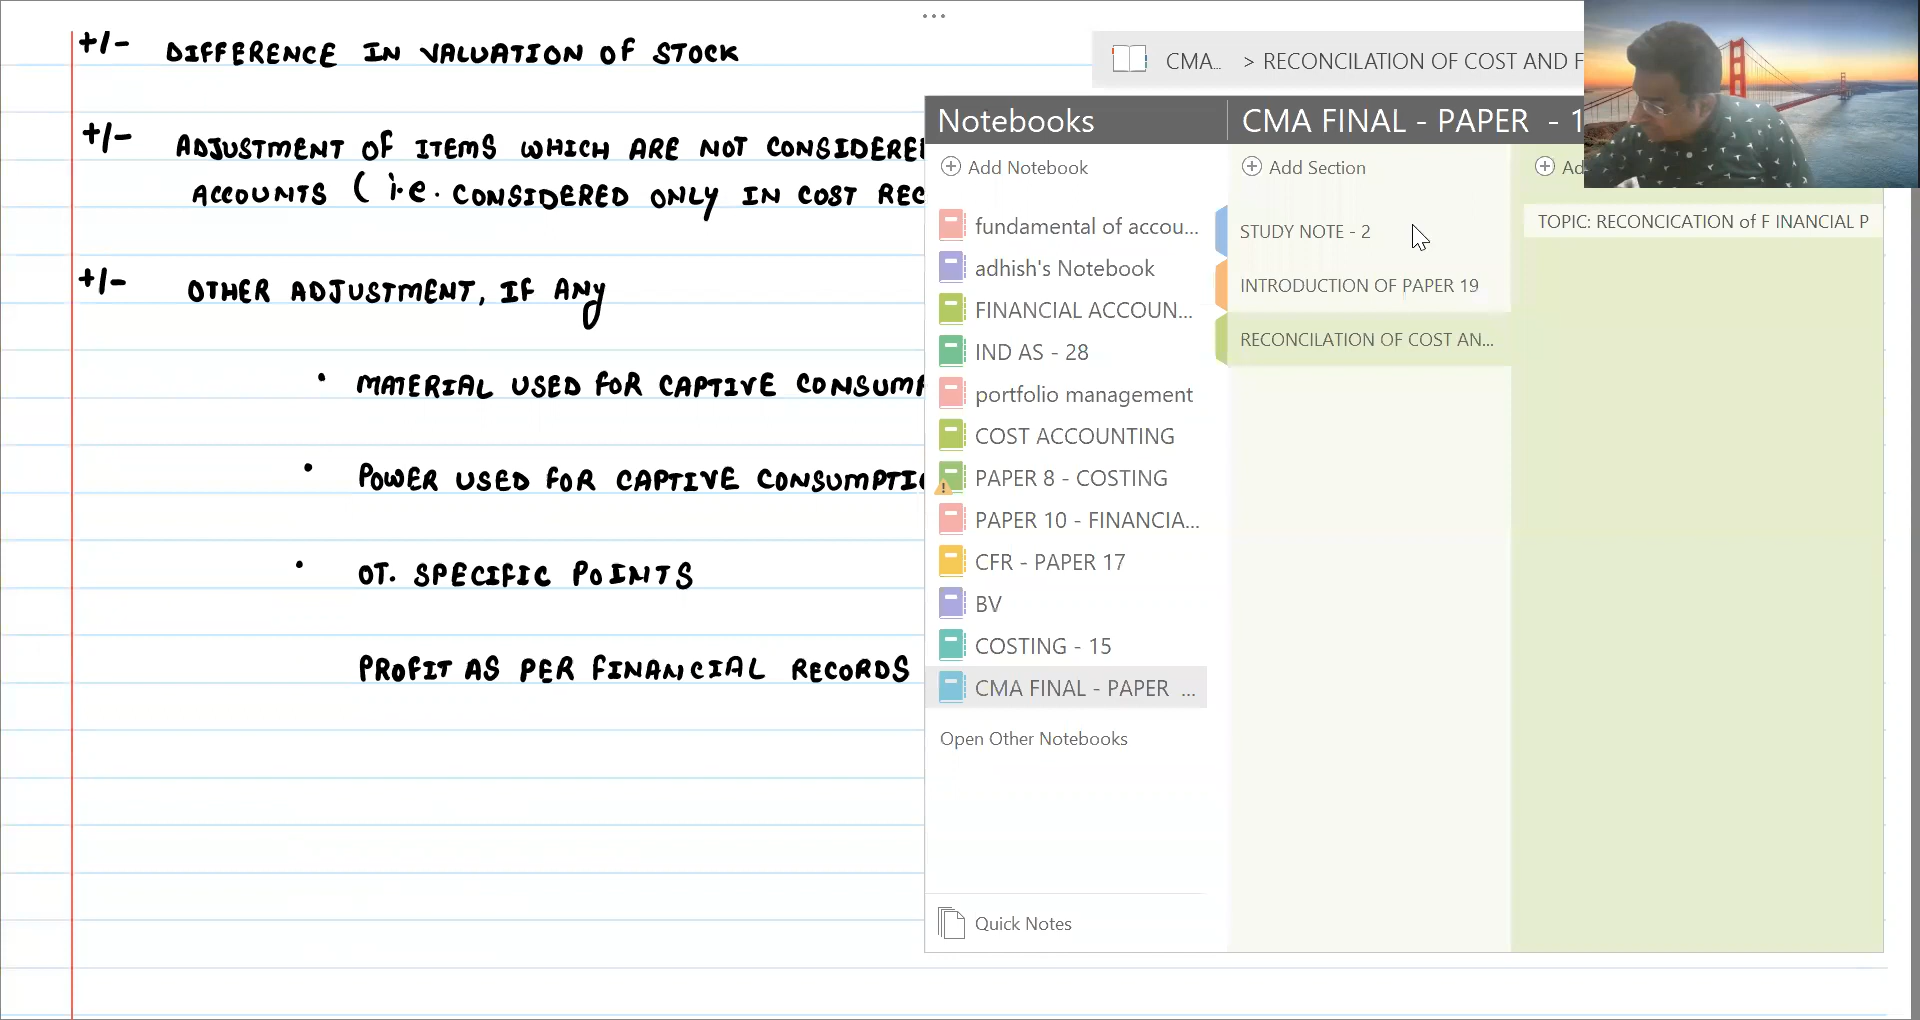 +/- DIFFERENCE IN VALUATION OF STOCK
+/- ADJUSTMENT OF ITEMS WHICH ARE NOT CONSIDERE
ACCOUNTS ( i.e. CONSIDERED ONLY IN COST REC
+/- OTHER ADJUSTMENT, IF ANY
• MATERIAL USED FOR CAPTIVE CONSUM
• POWER USED FOR CAPTIVE CONSUMPTI
• OT. SPECIFIC POINTS
PROFIT AS PER FINANCIAL RECORDS
...
CMA... > RECONCILATION OF COST AND F
Notebooks
Add Notebook
fundamental of accou...
adhish's Notebook
FINANCIAL ACCOUN...
IND AS - 28
portfolio management
COST ACCOUNTING
PAPER 8 - COSTING
PAPER 10 - FINANCIA...
CFR - PAPER 17
BV
COSTING - 15
CMA FINAL - PAPER ...
Open Other Notebooks
Quick Notes
CMA FINAL - PAPER - 1
Add Section
STUDY NOTE - 2
INTRODUCTION OF PAPER 19
RECONCILATION OF COST AN...
Ad
TOPIC: RECONCICATION of F INANCIAL P